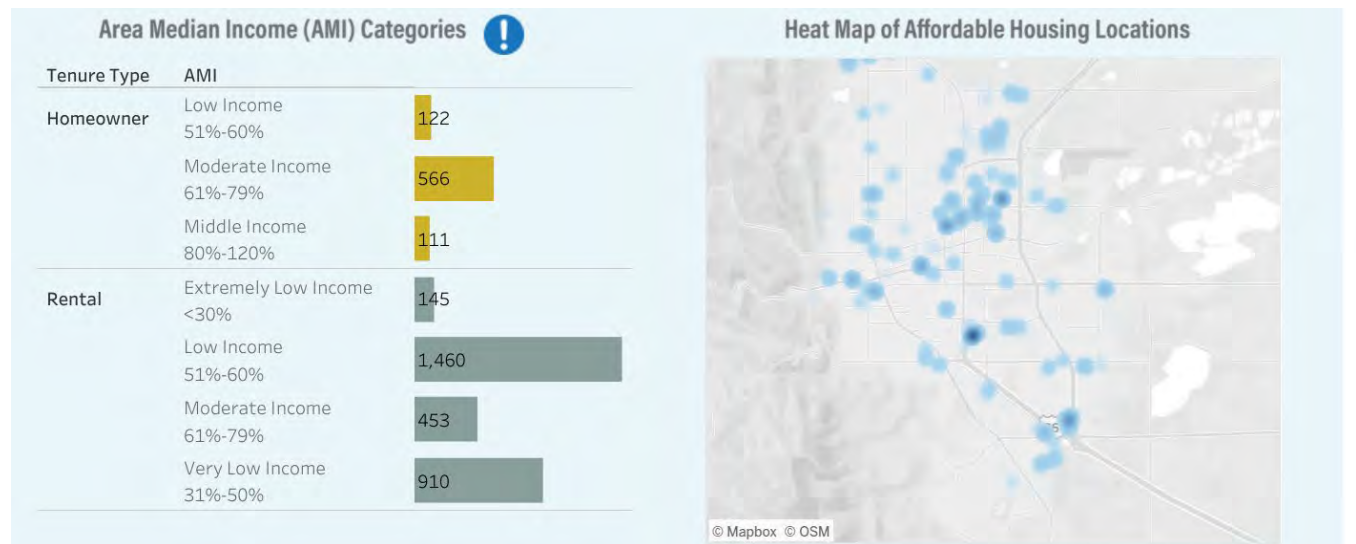 Area Median Income (AMI) Categories
Heat Map of Affordable Housing Locations
Tenure Type AMI
Homeowner
Low Income
51%-60%
122
Moderate Income
61%-79%
566
Middle Income
80%-120%
111
Rental
Extremely Low Income
<30%
145
Low Income
51%-60%
1,460
Moderate Income
61%-79%
453
Very Low Income
31%-50%
910
© Mapbox © OSM